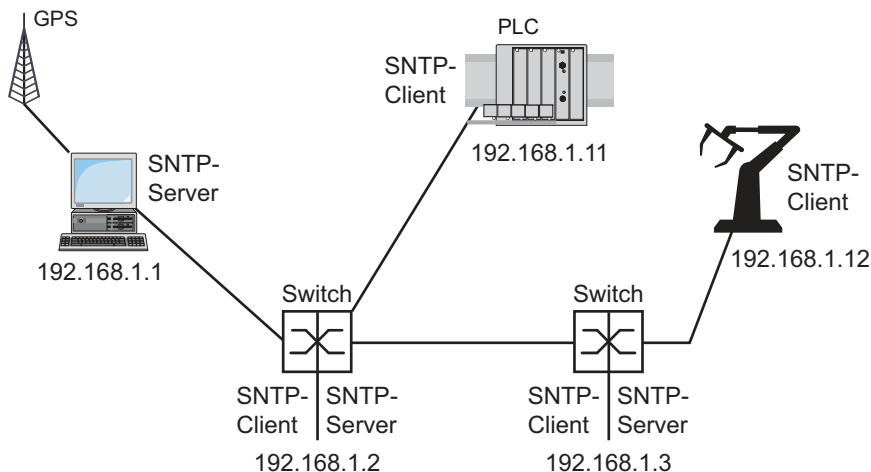 GPS
PLC
SNTP-
Client
192.168.1.11
SNTP-
Server
192.168.1.1
SNTP-
Client
192.168.1.12
Switch
Switch
SNTP-
Client
SNTP-
Server
192.168.1.2
SNTP-
Client
SNTP-
Server
192.168.1.3